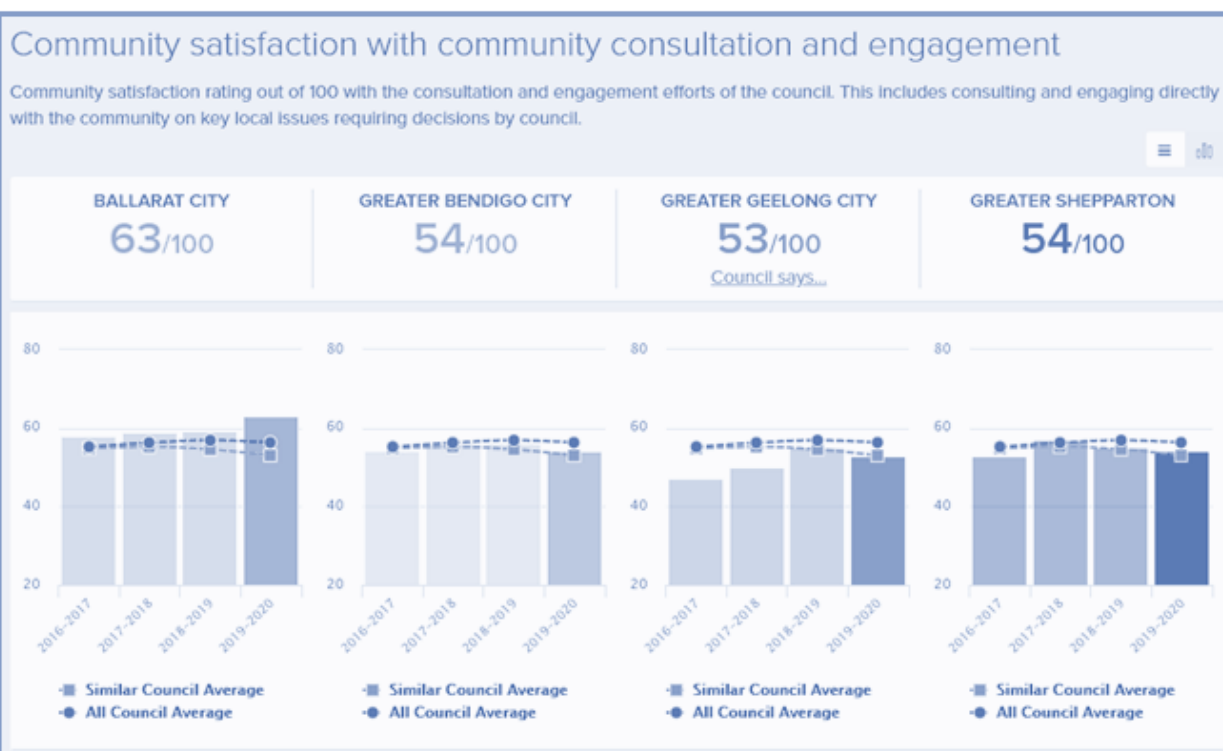 Community satisfaction with community consultation and engagement
Community satisfaction rating out of 100 with the consultation and engagement efforts of the council. This includes consulting and engaging directly
with the community on key local issues requiring decisions by council.
BALLARAT CITY
63/100
GREATER BENDIGO CITY
54/100
GREATER GEELONG CITY
53/100
Council says...
GREATER SHEPPARTON
54/100
80
60
40
20
2016-2017
2017-2018
2018-2019
2019-2020
Similar Council Average
All Council Average
80
60
40
20
2016-2017
2017-2018
2018-2019
2019-2020
Similar Council Average
All Council Average
80
60
40
20
2016-2017
2017-2018
2018-2019
2019-2020
Similar Council Average
All Council Average
80
60
40
20
2016-2017
2017-2018
2018-2019
2019-2020
Similar Council Average
All Council Average